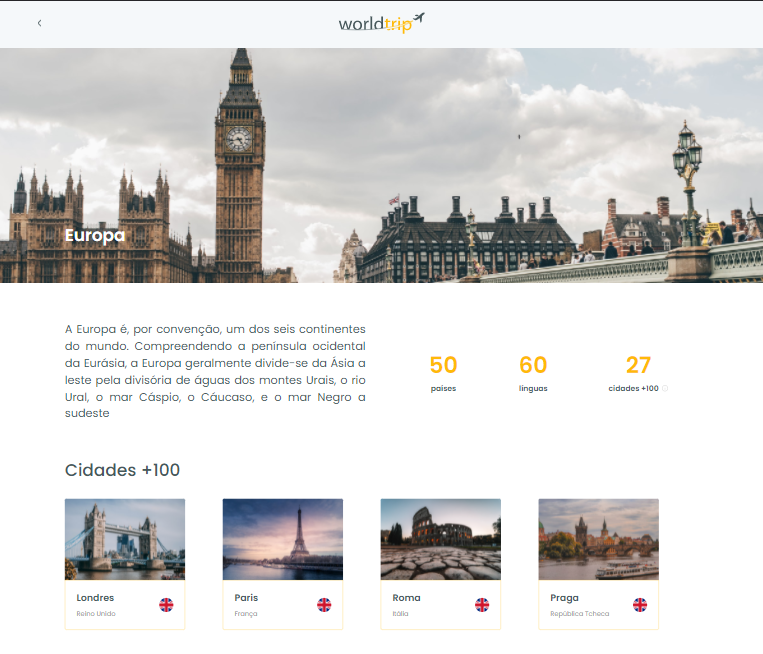 worldtrip
Europa
A Europa é, por convenção, um dos seis continentes
do mundo. Compreendendo a península ocidental
da Eurásia, a Europa geralmente divide-se da Ásia a
leste pela divisória de águas dos montes Urais, o rio
Ural, o mar Cáspio, o Cáucaso, e o mar Negro a
sudeste
50
países
60
línguas
27
cidades +100
Cidades +100
Londres
Reino Unido
Paris
França
Roma
Itália
Praga
República Tcheca